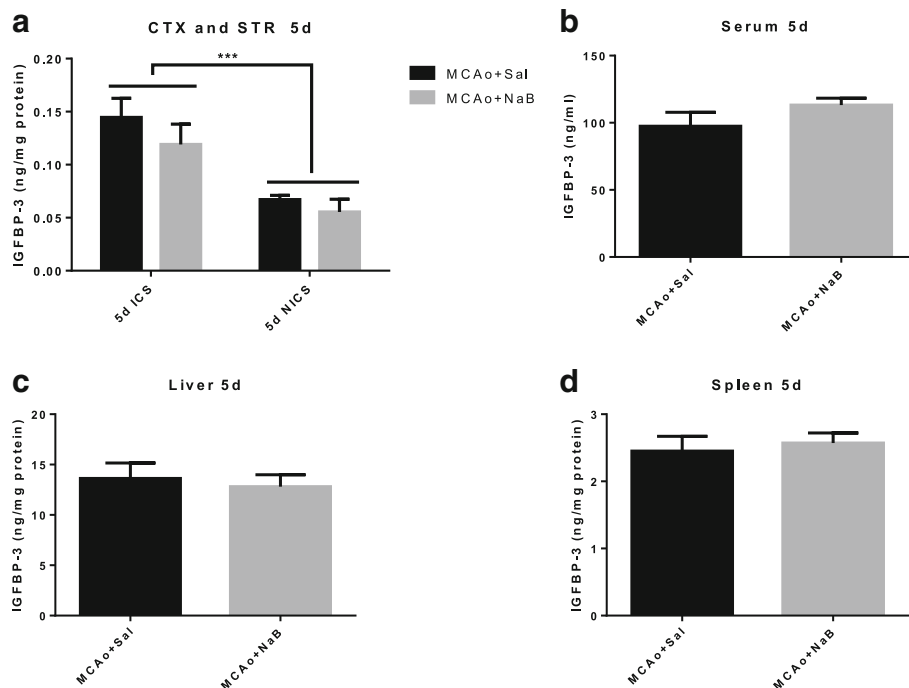 a
CTX and STR 5d
IGFBP-3 (ng/mg protein)
0.20
0.15
0.10
0.05
0.00
***
5d ICS
5d NICS
MCAo+Sal
MCAo+NaB
b
Serum 5d
IGFBP-3 (ng/ml)
150
100
50
0
MCAo+Sal
MCAo+NaB
c
Liver 5d
IGFBP-3 (ng/mg protein)
20
15
10
5
0
MCAo+Sal
MCAo+NaB
d
Spleen 5d
IGFBP-3 (ng/mg protein)
3
2
1
0
MCAo+Sal
MCAo+NaB